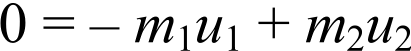 0 = – m₁u₁ + m₂u₂